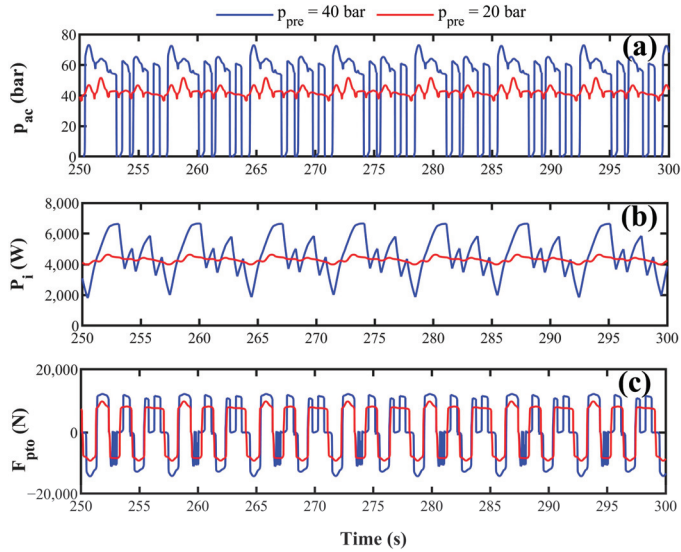 p_pre = 40 bar p_pre = 20 bar
(a)
p_ac (bar)
80
60
40
20
0
250 255 260 265 270 275 280 285 290 295 300
(b)
P_i (W)
8,000
6,000
4,000
2,000
0
250 255 260 265 270 275 280 285 290 295 300
(c)
F_pto (N)
20,000
0
−20,000
250 255 260 265 270 275 280 285 290 295 300
Time (s)